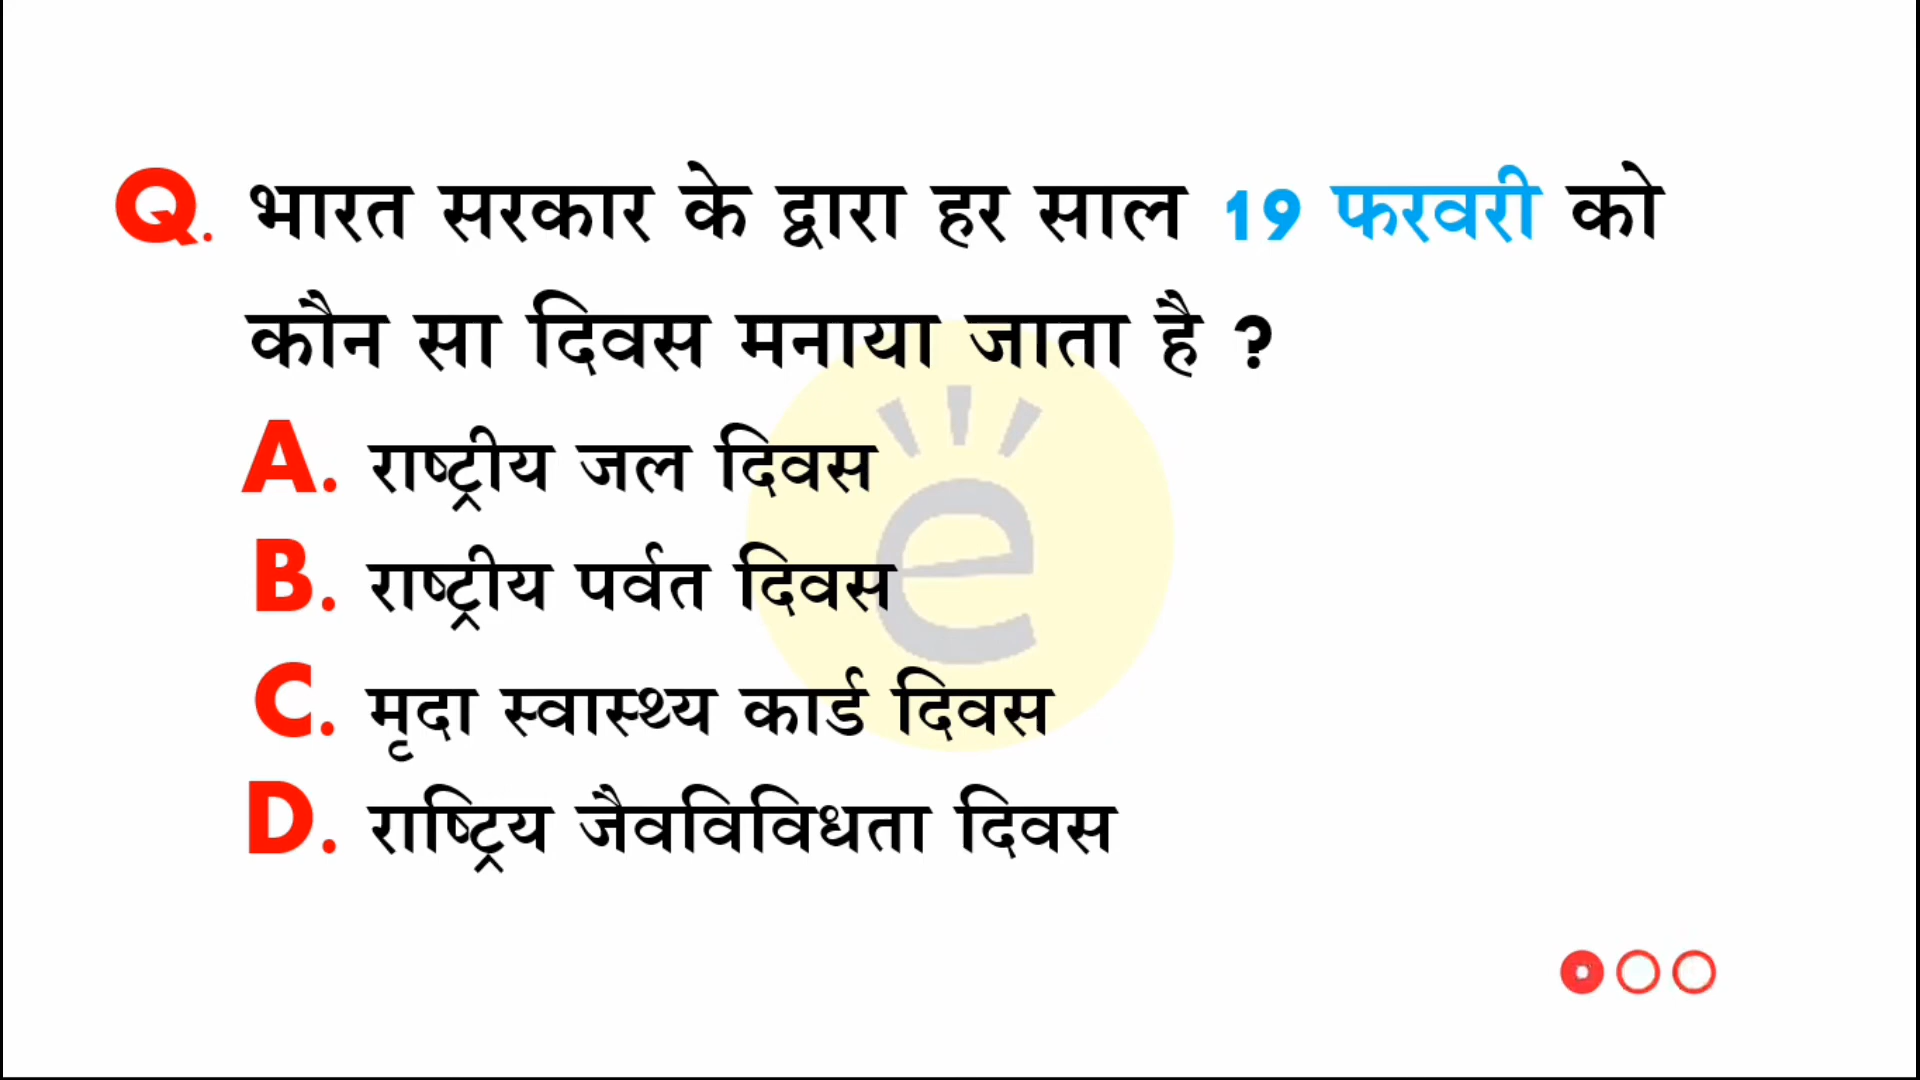 Q. भारत सरकार के द्वारा हर साल 19 फरवरी को
कौन सा दिवस मनाया जाता है ?
A. राष्ट्रीय जल दिवस
B. राष्ट्रीय पर्वत दिवस
C. मृदा स्वास्थ्य कार्ड दिवस
D. राष्ट्रिय जैवविविधता दिवस
e